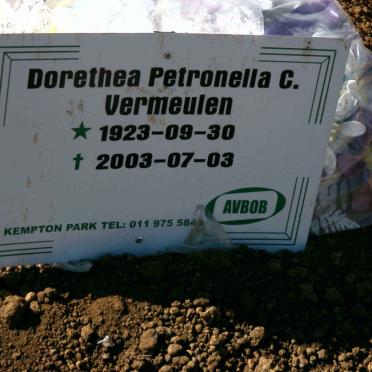 Dorethea Petronella C.
Vermeulen
★ 1923-09-30
† 2003-07-03
AVBOB
KEMPTON PARK TEL: 011 975 584